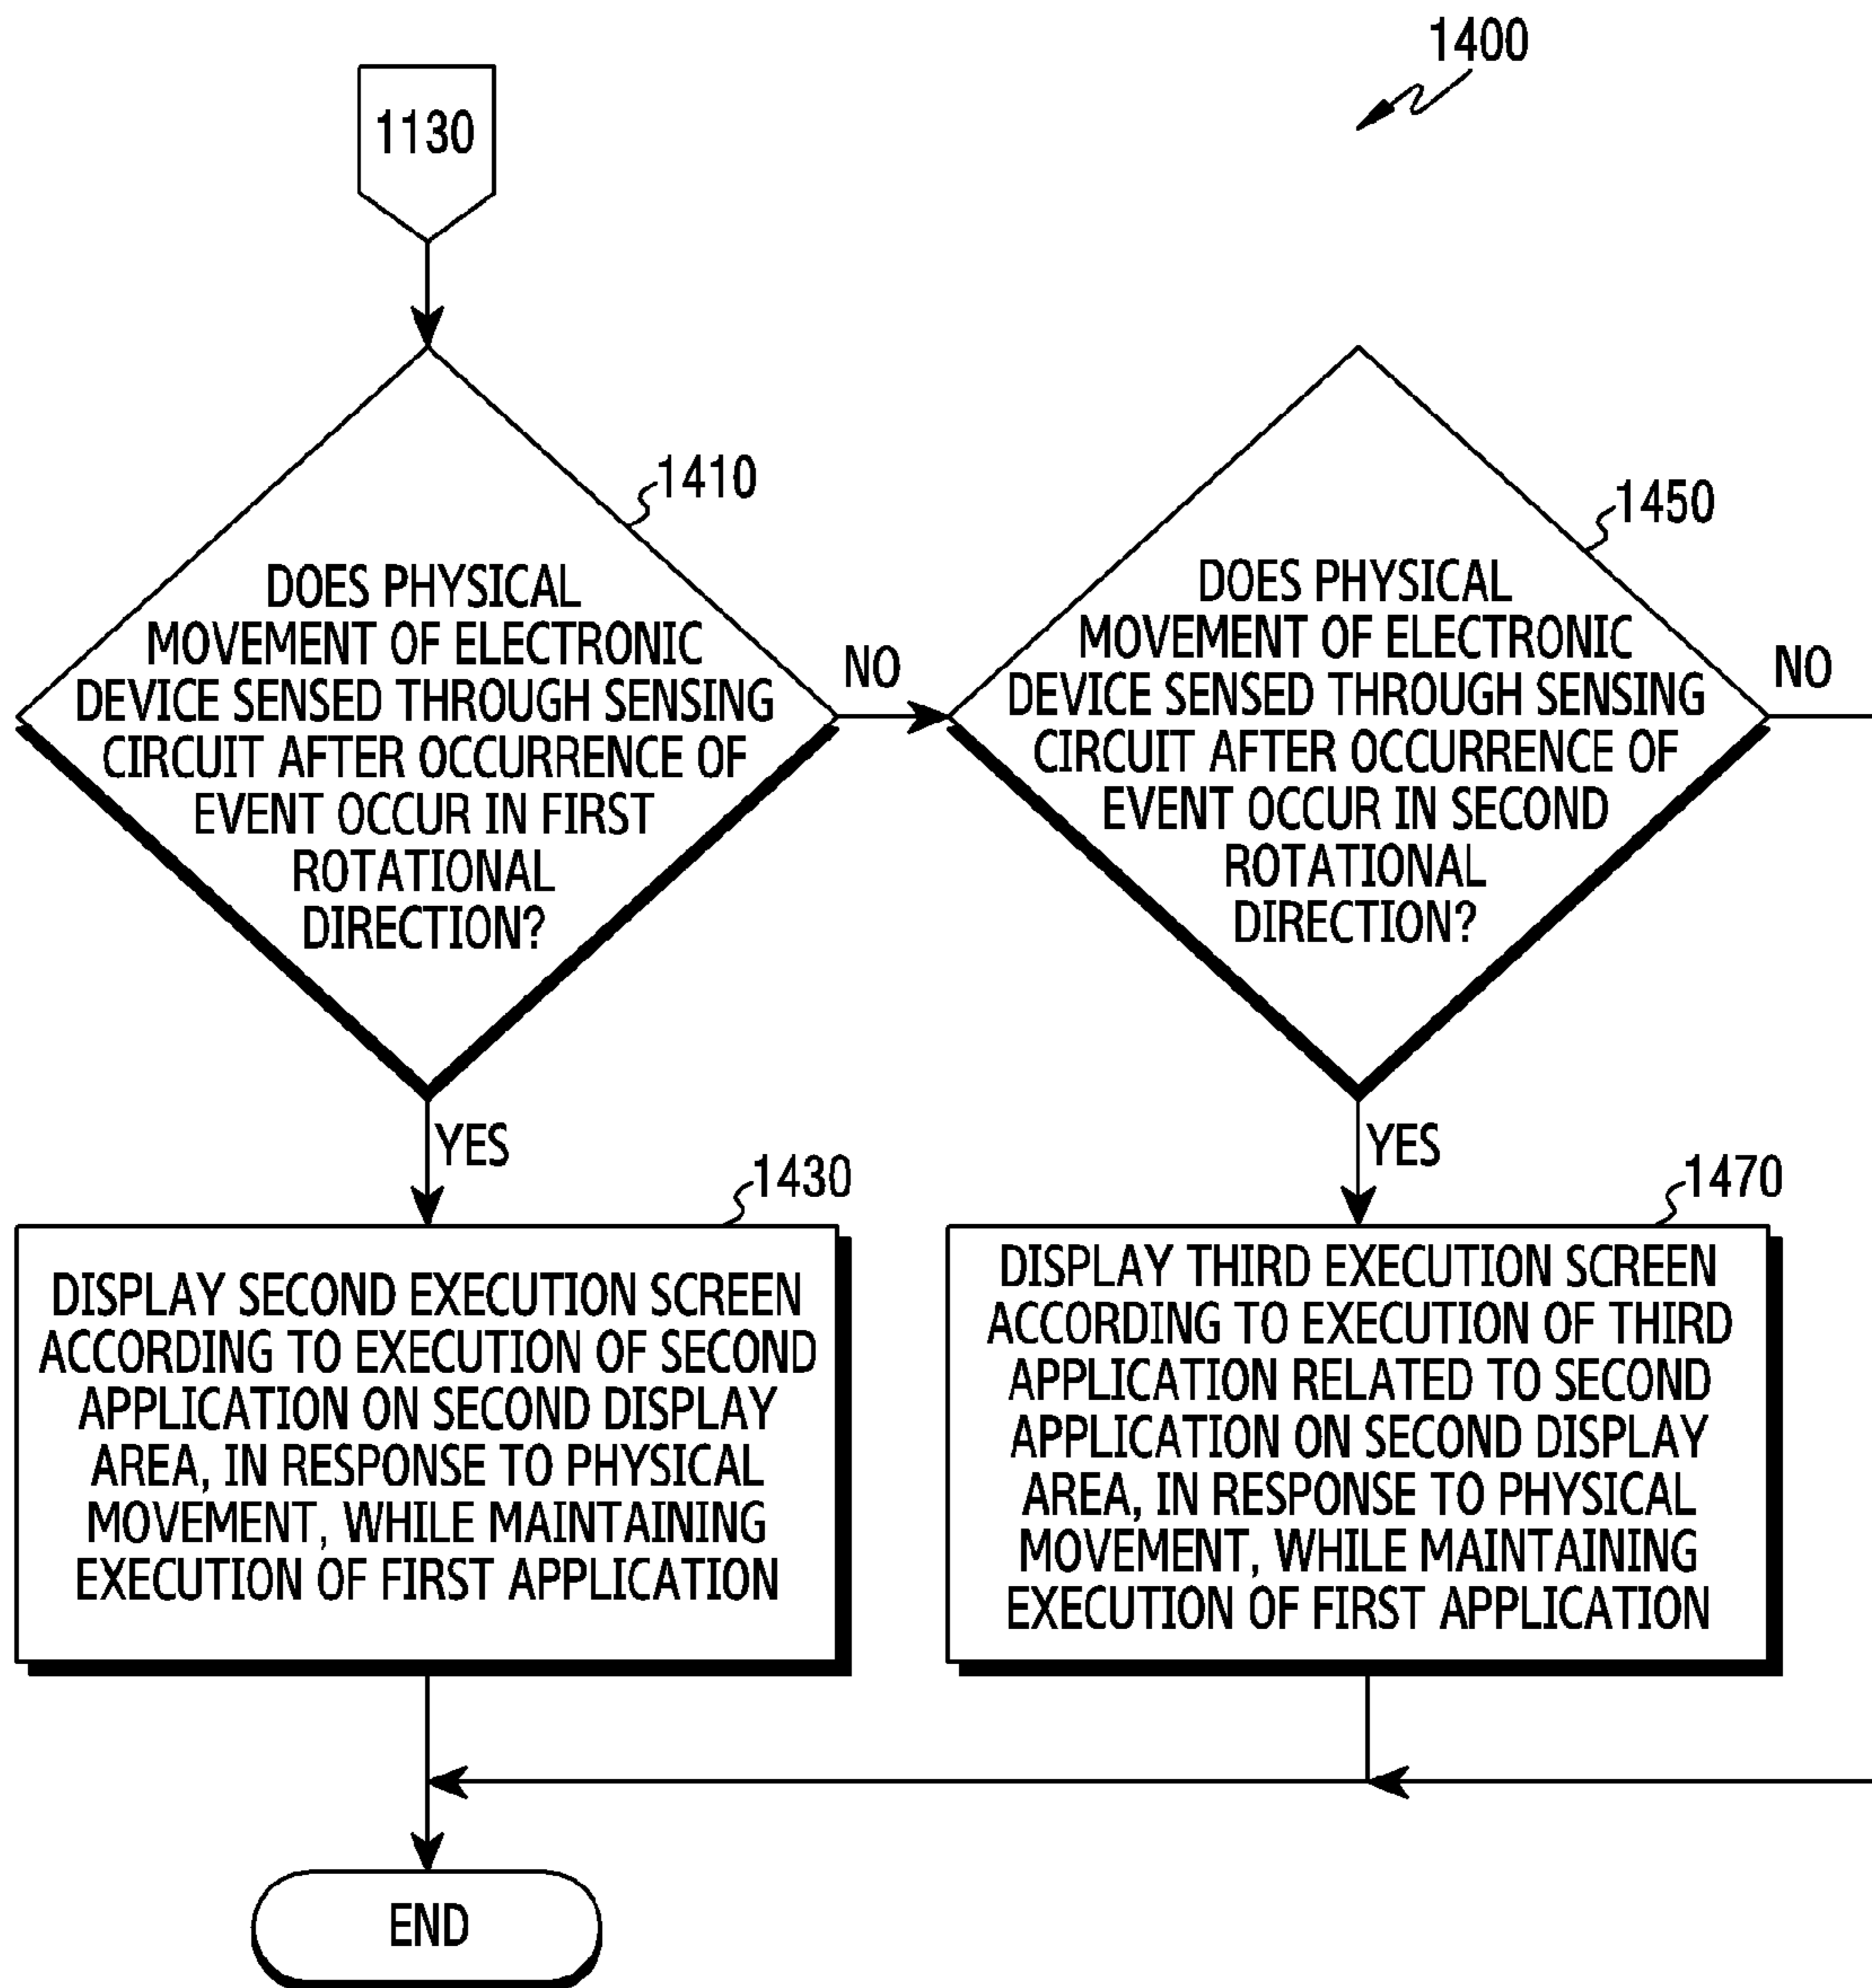 1400
1130
1410
DOES PHYSICAL
MOVEMENT OF ELECTRONIC
DEVICE SENSED THROUGH SENSING
CIRCUIT AFTER OCCURRENCE OF
EVENT OCCUR IN FIRST
ROTATIONAL
DIRECTION?
NO
1450
DOES PHYSICAL
MOVEMENT OF ELECTRONIC
DEVICE SENSED THROUGH SENSING
CIRCUIT AFTER OCCURRENCE OF
EVENT OCCUR IN SECOND
ROTATIONAL
DIRECTION?
NO
YES
1430
DISPLAY SECOND EXECUTION SCREEN
ACCORDING TO EXECUTION OF SECOND
APPLICATION ON SECOND DISPLAY
AREA, IN RESPONSE TO PHYSICAL
MOVEMENT, WHILE MAINTAINING
EXECUTION OF FIRST APPLICATION
YES
1470
DISPLAY THIRD EXECUTION SCREEN
ACCORDING TO EXECUTION OF THIRD
APPLICATION RELATED TO SECOND
APPLICATION ON SECOND DISPLAY
AREA, IN RESPONSE TO PHYSICAL
MOVEMENT, WHILE MAINTAINING
EXECUTION OF FIRST APPLICATION
END